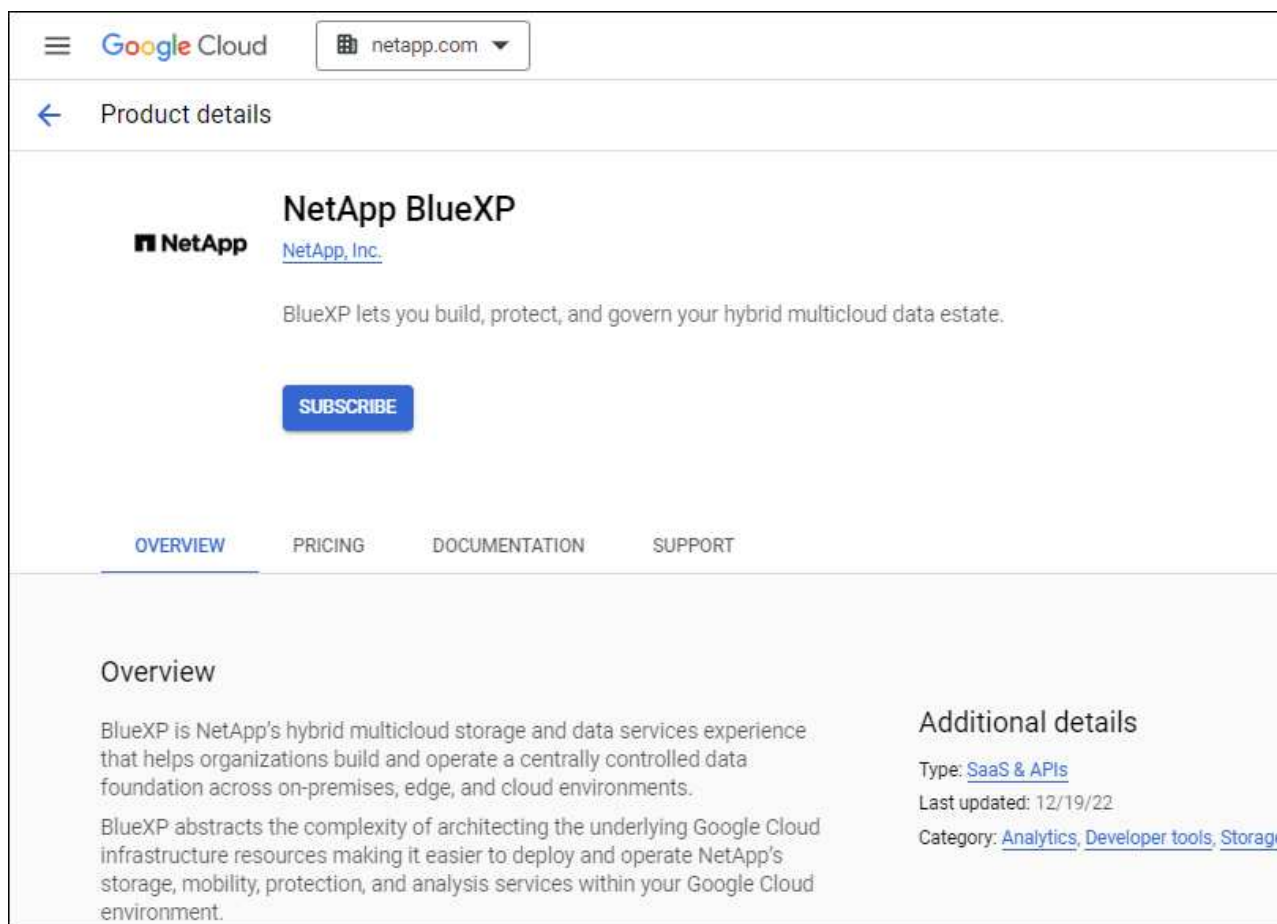 Google Cloud
netapp.com
Product details
NetApp
NetApp BlueXP
NetApp, Inc.
BlueXP lets you build, protect, and govern your hybrid multicloud data estate.
SUBSCRIBE
OVERVIEW PRICING DOCUMENTATION SUPPORT
Overview
BlueXP is NetApp's hybrid multicloud storage and data services experience
that helps organizations build and operate a centrally controlled data
foundation across on-premises, edge, and cloud environments.
BlueXP abstracts the complexity of architecting the underlying Google Cloud
infrastructure resources making it easier to deploy and operate NetApp's
storage, mobility, protection, and analysis services within your Google Cloud
environment.
Additional details
Type: SaaS & APIs
Last updated: 12/19/22
Category: Analytics, Developer tools, Storage